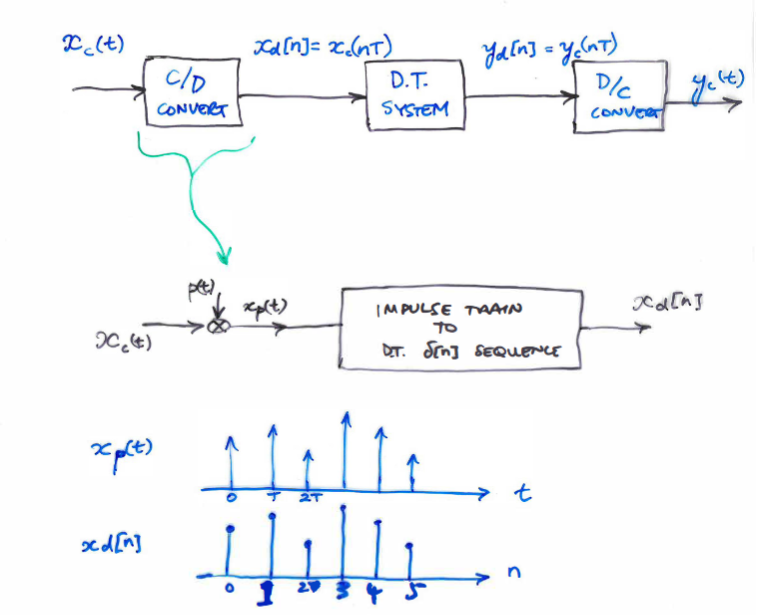 x_c(t)
C/D CONVERT
x_d[n] = x_c(nT)
D.T. SYSTEM
y_d[n] = y_c(nT)
D/C CONVERT
y_c(t)
p(t)
x_p(t)
x_c(t)
⊗
IMPULSE TRAIN
TO
D.T. δ[n] SEQUENCE
x_d[n]
x_p(t)
0 T 2T
t
x_d[n]
0 1 2 3 4 5
n